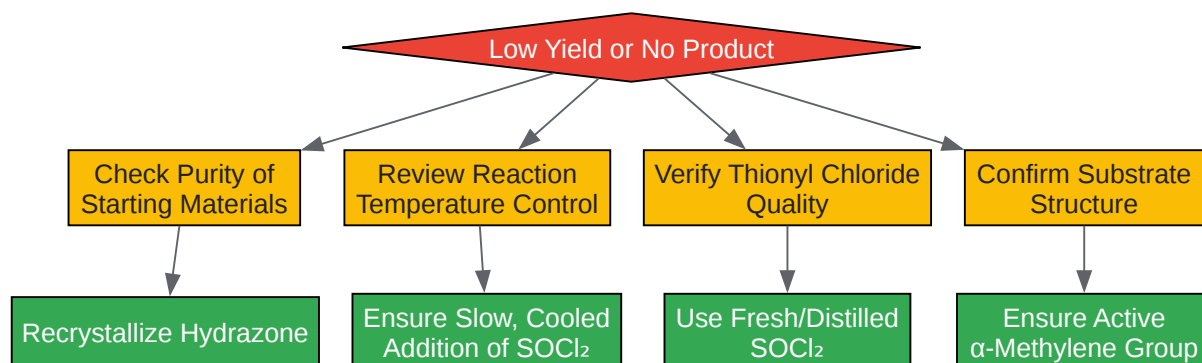 Low Yield or No Product
Check Purity of
Starting Materials
Review Reaction
Temperature Control
Verify Thionyl Chloride
Quality
Confirm Substrate
Structure
Recrystallize Hydrazone
Ensure Slow, Cooled
Addition of SOCl₂
Use Fresh/Distilled
SOCl₂
Ensure Active
α-Methylene Group